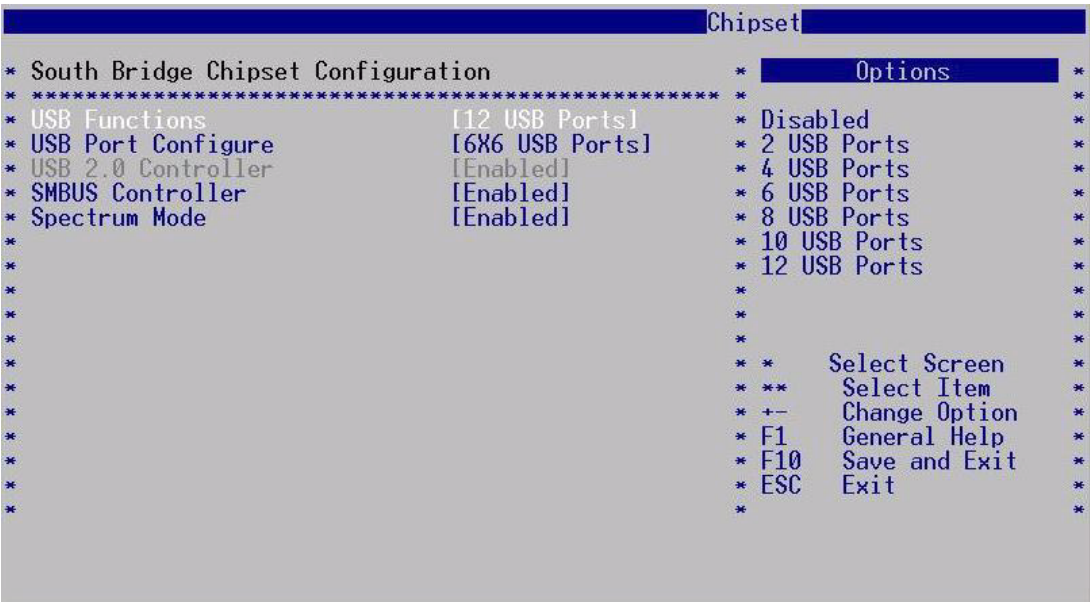 Chipset
* South Bridge Chipset Configuration * Options *
* *************************************************** * *
* USB Functions [12 USB Ports] * Disabled *
* USB Port Configure [6X6 USB Ports] * 2 USB Ports *
* USB 2.0 Controller [Enabled] * 4 USB Ports *
* SMBUS Controller [Enabled] * 6 USB Ports *
* Spectrum Mode [Enabled] * 8 USB Ports *
* * 10 USB Ports *
* * 12 USB Ports *
* * *
* * *
* * *
* * * Select Screen *
* * ** Select Item *
* * +- Change Option *
* * F1 General Help *
* * F10 Save and Exit *
* * ESC Exit *
* * *